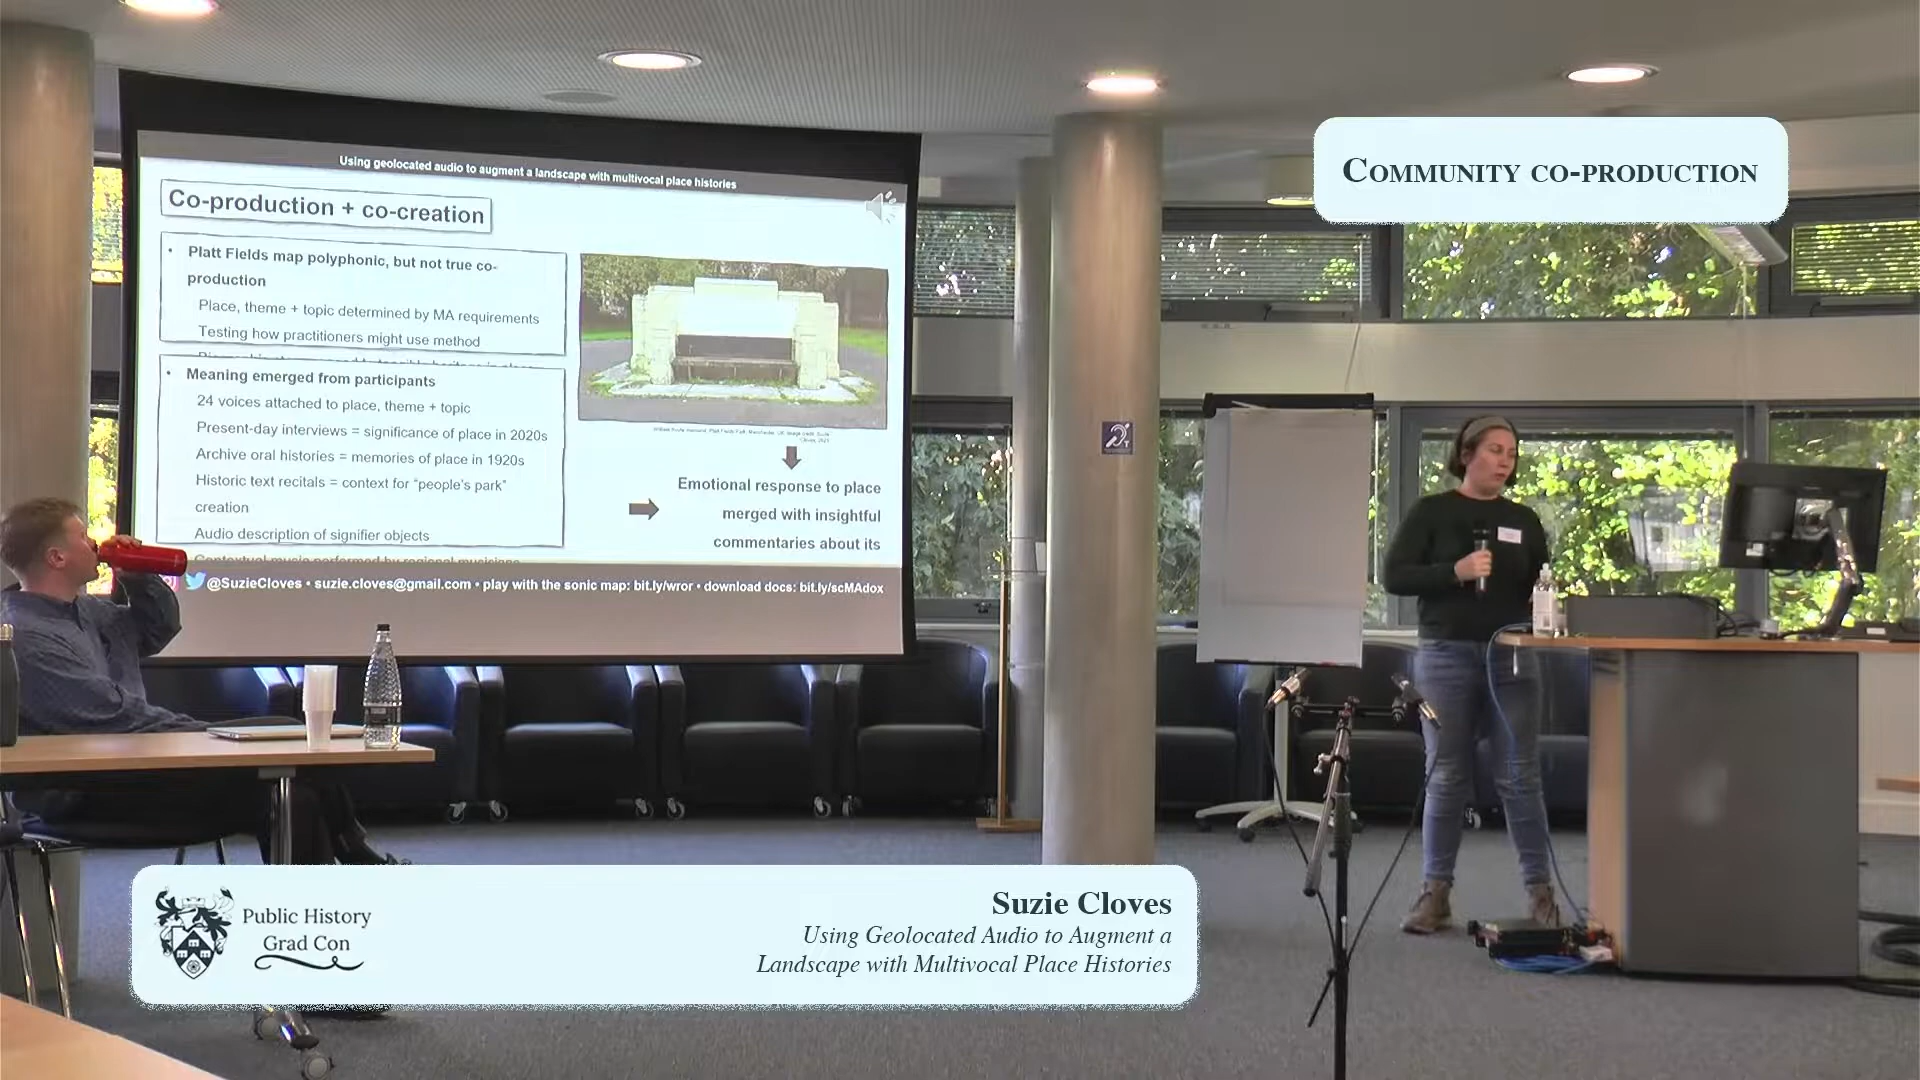 Using geolocated audio to augment a landscape with multivocal place histories
Co-production + co-creation
• Platt Fields map polyphonic, but not true co-
production
Place, theme + topic determined by MA requirements
Testing how practitioners might use method
• Meaning emerged from participants
24 voices attached to place, theme + topic
Present-day interviews = significance of place in 2020s
Archive oral histories = memories of place in 1920s
Historic text recitals = context for “people’s park”
creation
Audio description of signifier objects
Contextual music performed by regional musicians
Emotional response to place
merged with insightful
commentaries about its
@SuzieCloves • suzie.cloves@gmail.com • play with the sonic map: bit.ly/wror • download docs: bit.ly/scMAdox
COMMUNITY CO-PRODUCTION
T
Public History
Grad Con
Suzie Cloves
Using Geolocated Audio to Augment a
Landscape with Multivocal Place Histories